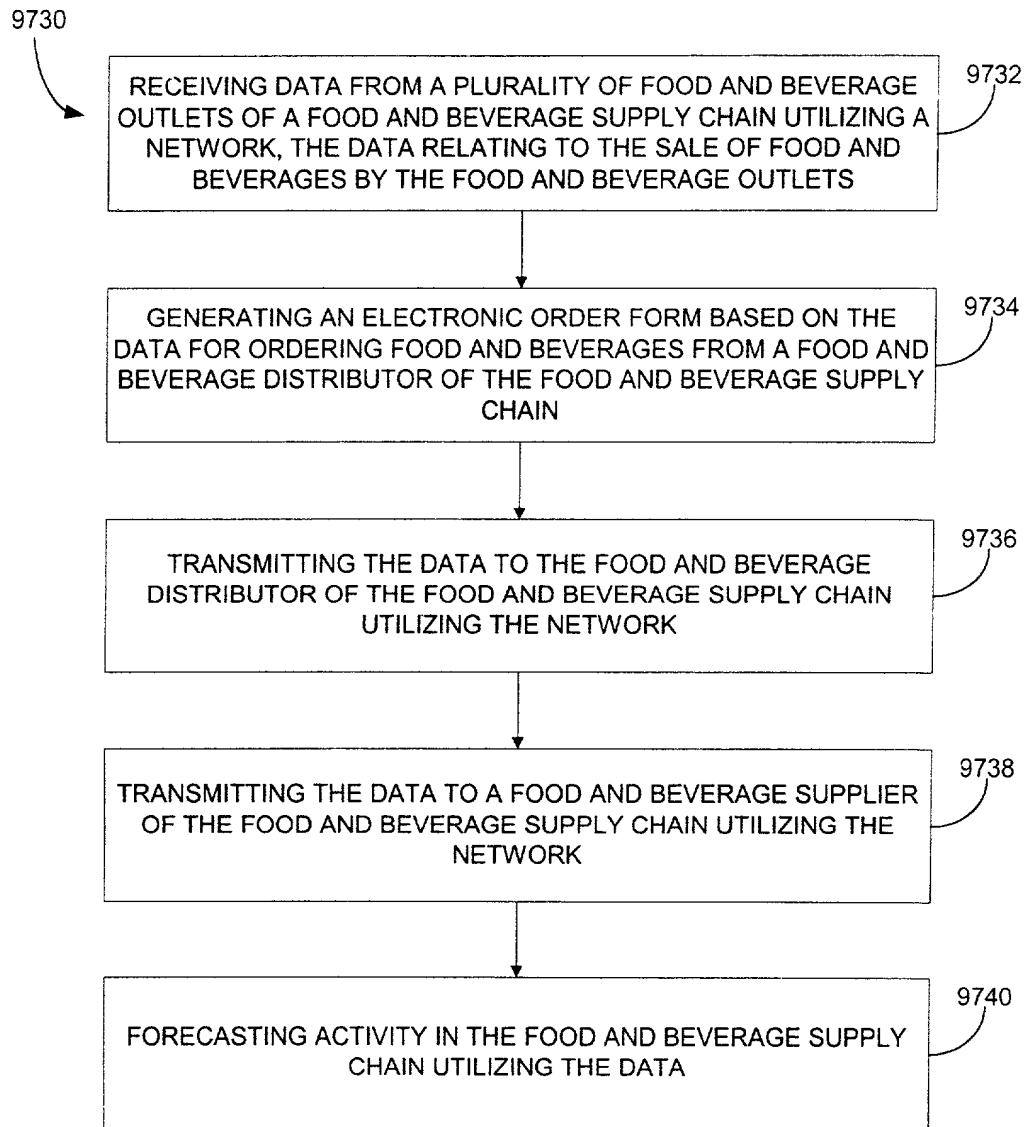 9730
RECEIVING DATA FROM A PLURALITY OF FOOD AND BEVERAGE
OUTLETS OF A FOOD AND BEVERAGE SUPPLY CHAIN UTILIZING A
NETWORK, THE DATA RELATING TO THE SALE OF FOOD AND
BEVERAGES BY THE FOOD AND BEVERAGE OUTLETS
9732
GENERATING AN ELECTRONIC ORDER FORM BASED ON THE
DATA FOR ORDERING FOOD AND BEVERAGES FROM A FOOD AND
BEVERAGE DISTRIBUTOR OF THE FOOD AND BEVERAGE SUPPLY
CHAIN
9734
TRANSMITTING THE DATA TO THE FOOD AND BEVERAGE
DISTRIBUTOR OF THE FOOD AND BEVERAGE SUPPLY CHAIN
UTILIZING THE NETWORK
9736
TRANSMITTING THE DATA TO A FOOD AND BEVERAGE SUPPLIER
OF THE FOOD AND BEVERAGE SUPPLY CHAIN UTILIZING THE
NETWORK
9738
FORECASTING ACTIVITY IN THE FOOD AND BEVERAGE SUPPLY
CHAIN UTILIZING THE DATA
9740